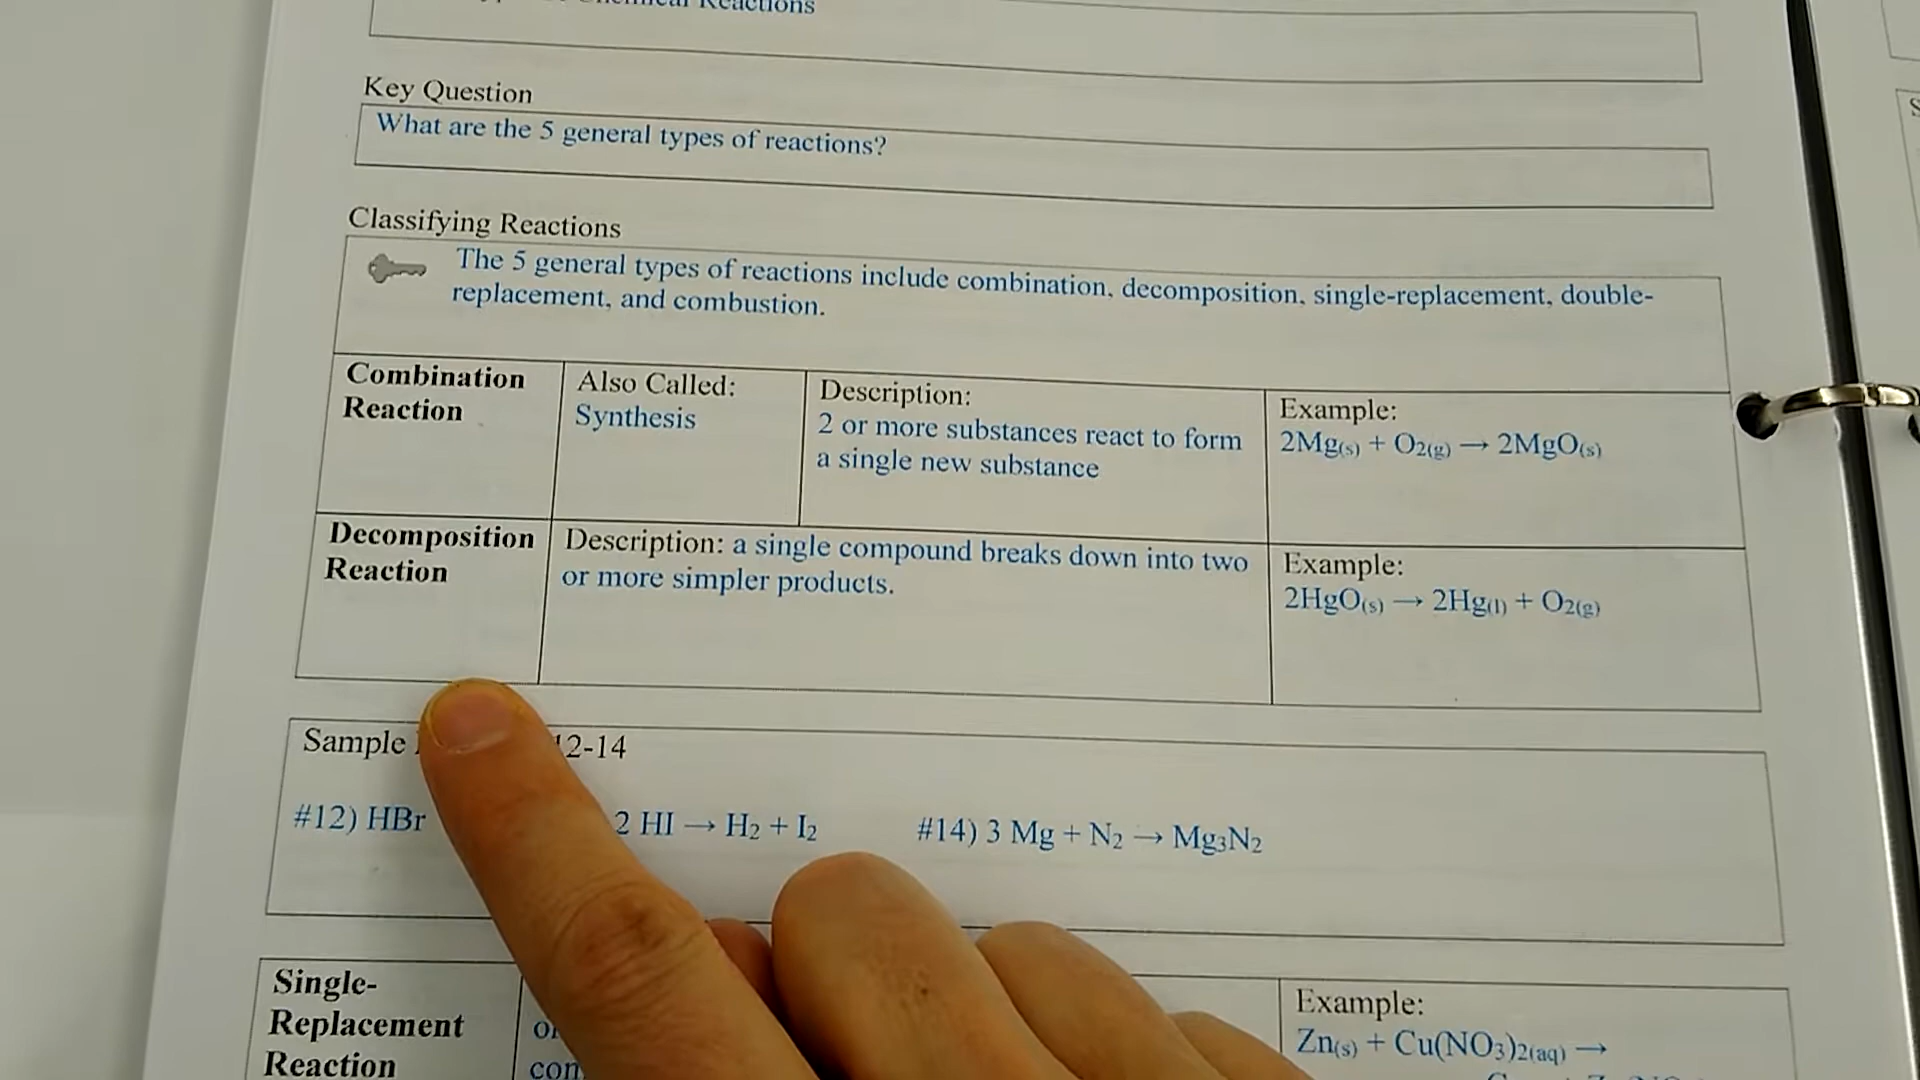 Chemical Reactions
Key Question
What are the 5 general types of reactions?
Classifying Reactions
The 5 general types of reactions include combination, decomposition, single-replacement, double-
replacement, and combustion.
Combination
Reaction
Also Called:
Synthesis
Description:
2 or more substances react to form
a single new substance
Example:
2Mg(s) + O2(g) → 2MgO(s)
Decomposition
Reaction
Description: a single compound breaks down into two
or more simpler products.
Example:
2HgO(s) → 2Hg(l) + O2(g)
Sample 12-14
#12) HBr 2 HI → H2 + I2 #14) 3 Mg + N2 → Mg3N2
Single-
Replacement
Reaction
Example:
Zn(s) + Cu(NO3)2(aq) →